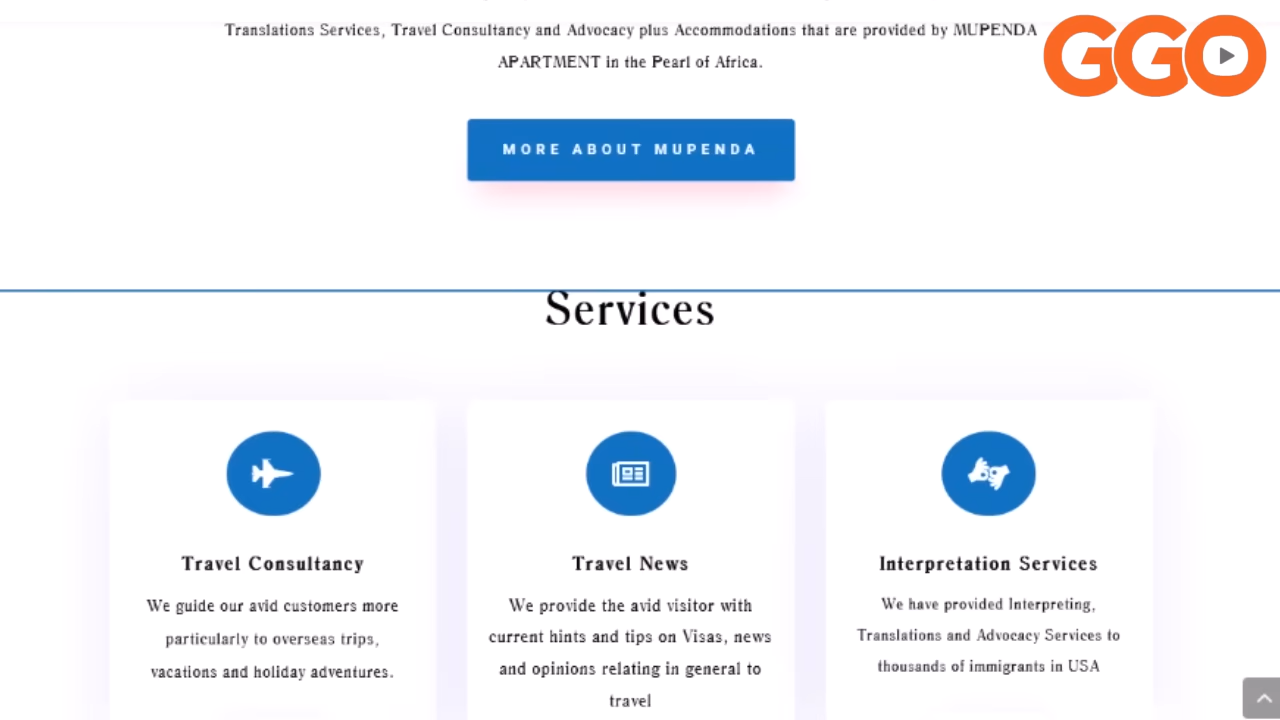 Translations Services, Travel Consultancy and Advocacy plus Accommodations that are provided by MUPENDA
APARTMENT in the Pearl of Africa.
GGO
MORE ABOUT MUPENDA
Services
Travel Consultancy
We guide our avid customers more
particularly to overseas trips,
vacations and holiday adventures.
Travel News
We provide the avid visitor with
current hints and tips on Visas, news
and opinions relating in general to
travel
Interpretation Services
We have provided Interpreting,
Translations and Advocacy Services to
thousands of immigrants in USA